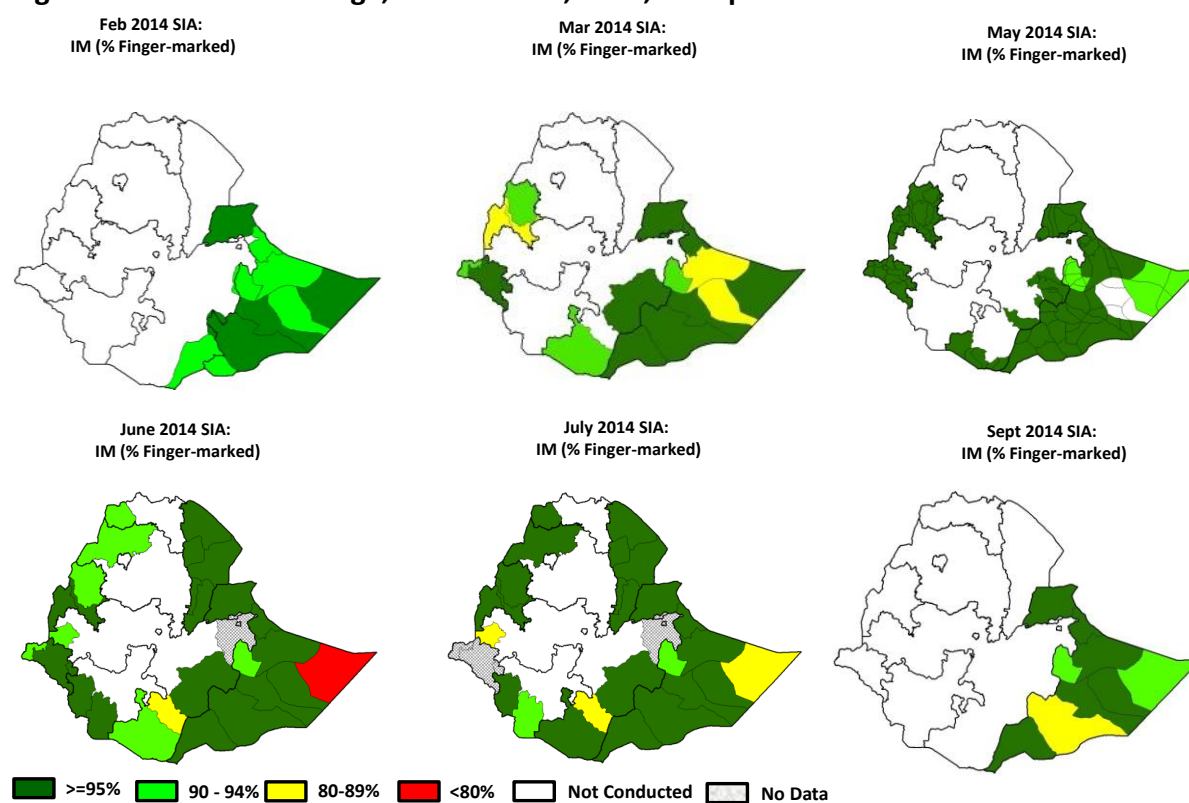 Feb 2014 SIA:
IM (% Finger-marked)
Mar 2014 SIA:
IM (% Finger-marked)
May 2014 SIA:
IM (% Finger-marked)
June 2014 SIA:
IM (% Finger-marked)
July 2014 SIA:
IM (% Finger-marked)
Sept 2014 SIA:
IM (% Finger-marked)
>=95% 90 - 94% 80-89% <80% Not Conducted No Data